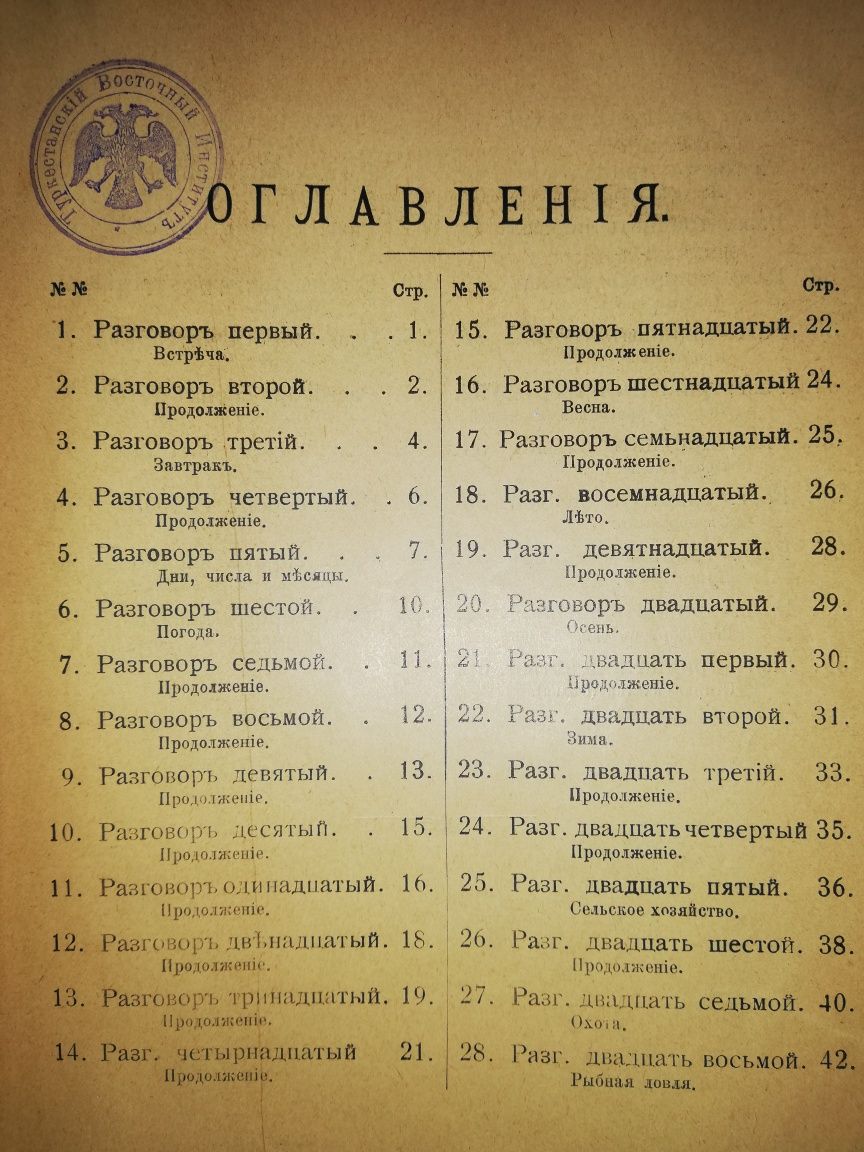 Туркестанскій Восточный Институтъ
ОГЛАВЛЕНІЯ.
№№ Стр.
1. Разговоръ первый. . . 1.
Встрѣча.
2. Разговоръ второй. . . 2.
Продолженіе.
3. Разговоръ третій. . . 4.
Завтракъ.
4. Разговоръ четвертый. . 6.
Продолженіе.
5. Разговоръ пятый. . . 7.
Дни, числа и мѣсяцы.
6. Разговоръ шестой. . 10.
Погода.
7. Разговоръ седьмой. . 11.
Продолженіе.
8. Разговоръ восьмой. . 12.
Продолженіе.
9. Разговоръ девятый. . 13.
Продолженіе.
10. Разговоръ десятый. . 15.
Продолженіе.
11. Разговоръ одинадцатый. 16.
Продолженіе.
12. Разговоръ двѣнадцатый. 18.
Продолженіе.
13. Разговоръ тринадцатый. 19.
Продолженіе.
14. Разг. четырнадцатый 21.
Продолженіе.
№№ Стр.
15. Разговоръ пятнадцатый. 22.
Продолженіе.
16. Разговоръ шестнадцатый 24.
Весна.
17. Разговоръ семьнадцатый. 25.
Продолженіе.
18. Разг. восемнадцатый. 26.
Лѣто.
19. Разг. девятнадцатый. 28.
Продолженіе.
20. Разговоръ двадцатый. 29.
Осень.
21. Разг. двадцать первый. 30.
Продолженіе.
22. Разг. двадцать второй. 31.
Зима.
23. Разг. двадцать третій. 33.
Продолженіе.
24. Разг. двадцать четвертый 35.
Продолженіе.
25. Разг. двадцать пятый. 36.
Сельское хозяйство.
26. Разг. двадцать шестой. 38.
Продолженіе.
27. Разг. двадцать седьмой. 40.
Охота.
28. Разг. двадцать восьмой. 42.
Рыбная ловля.